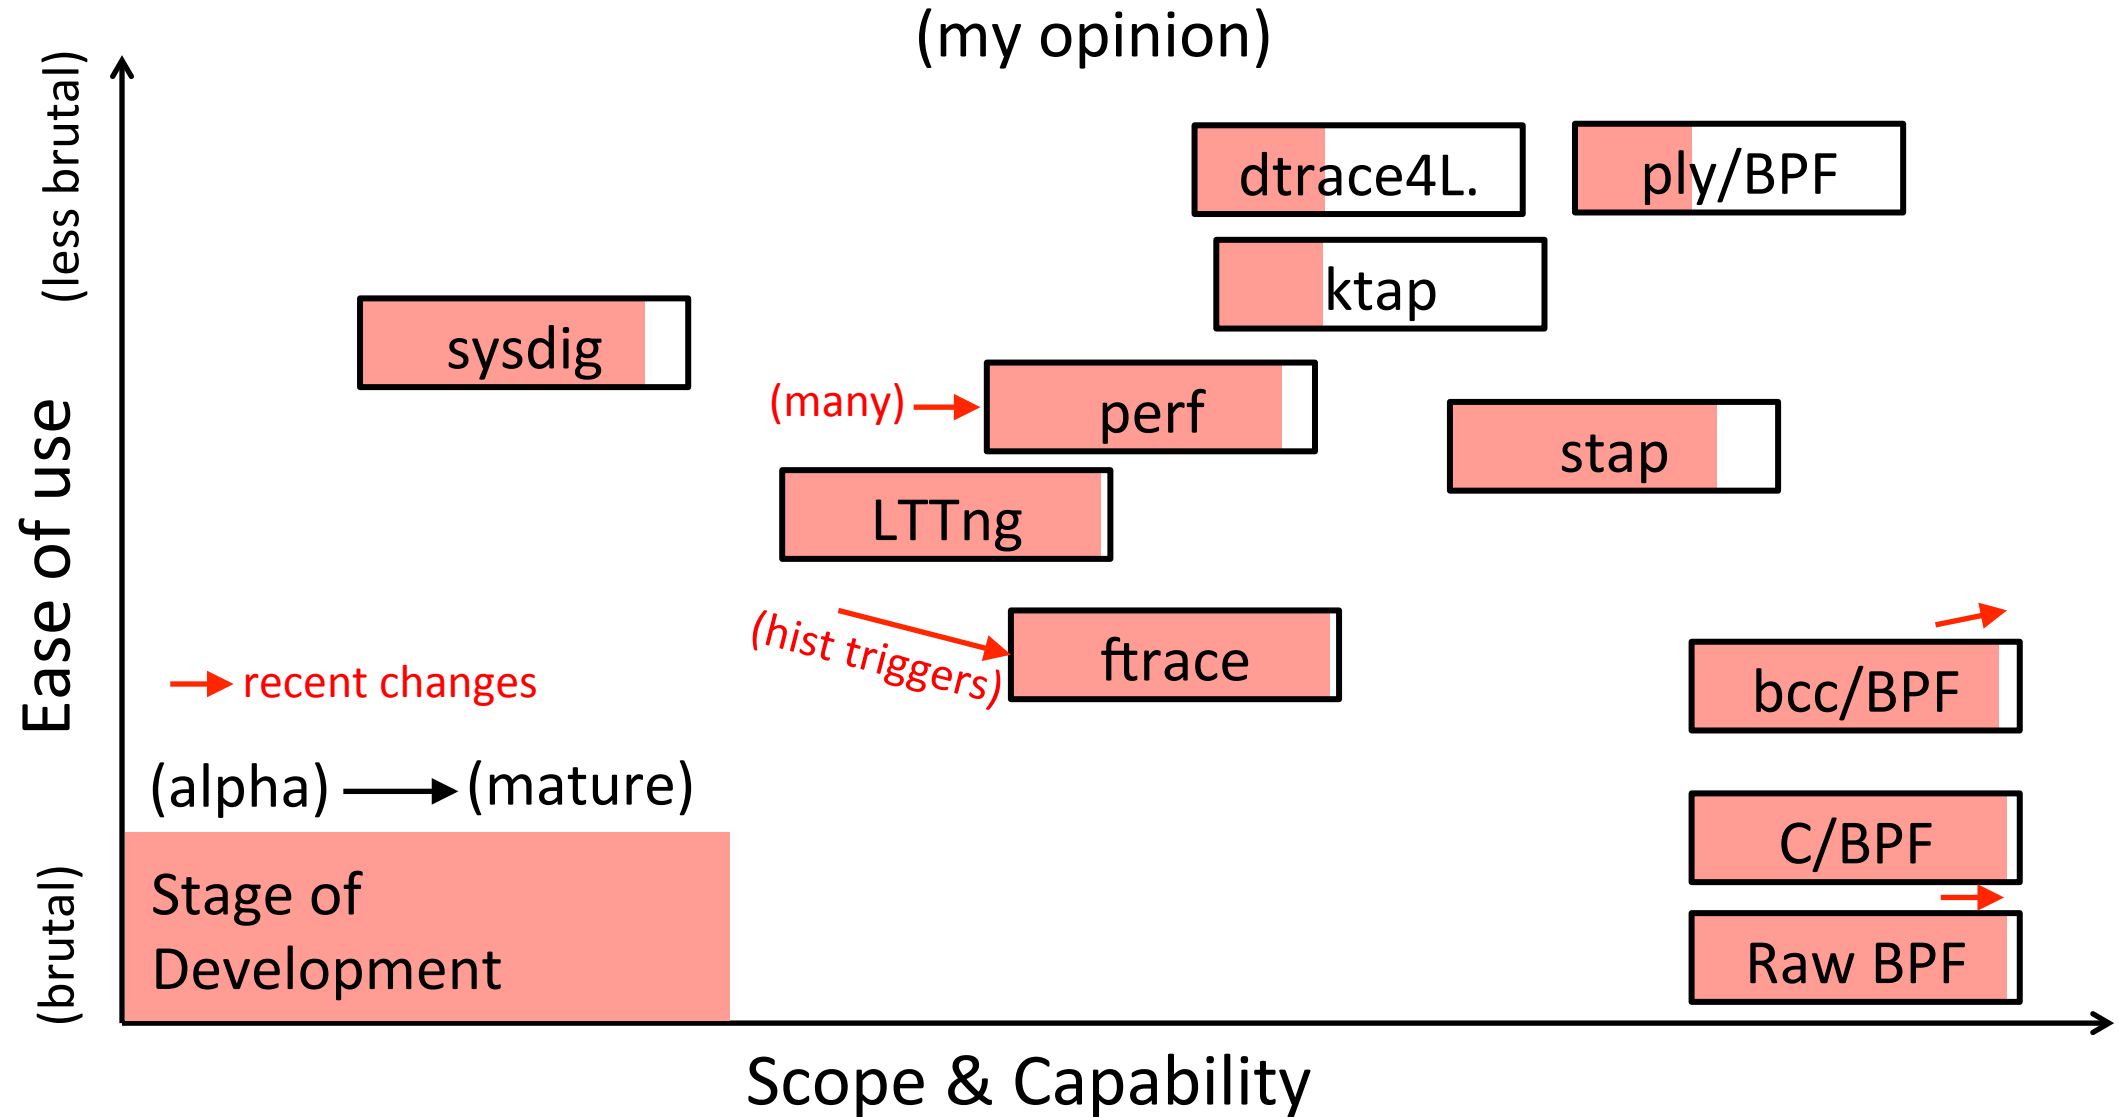 (my opinion)
(less brutal)
Ease of use
(brutal)
dtrace4L.
ply/BPF
ktap
sysdig
(many)
perf
stap
LTTng
(hist triggers)
ftrace
recent changes
bcc/BPF
(alpha)
(mature)
C/BPF
Stage of
Development
Raw BPF
Scope & Capability